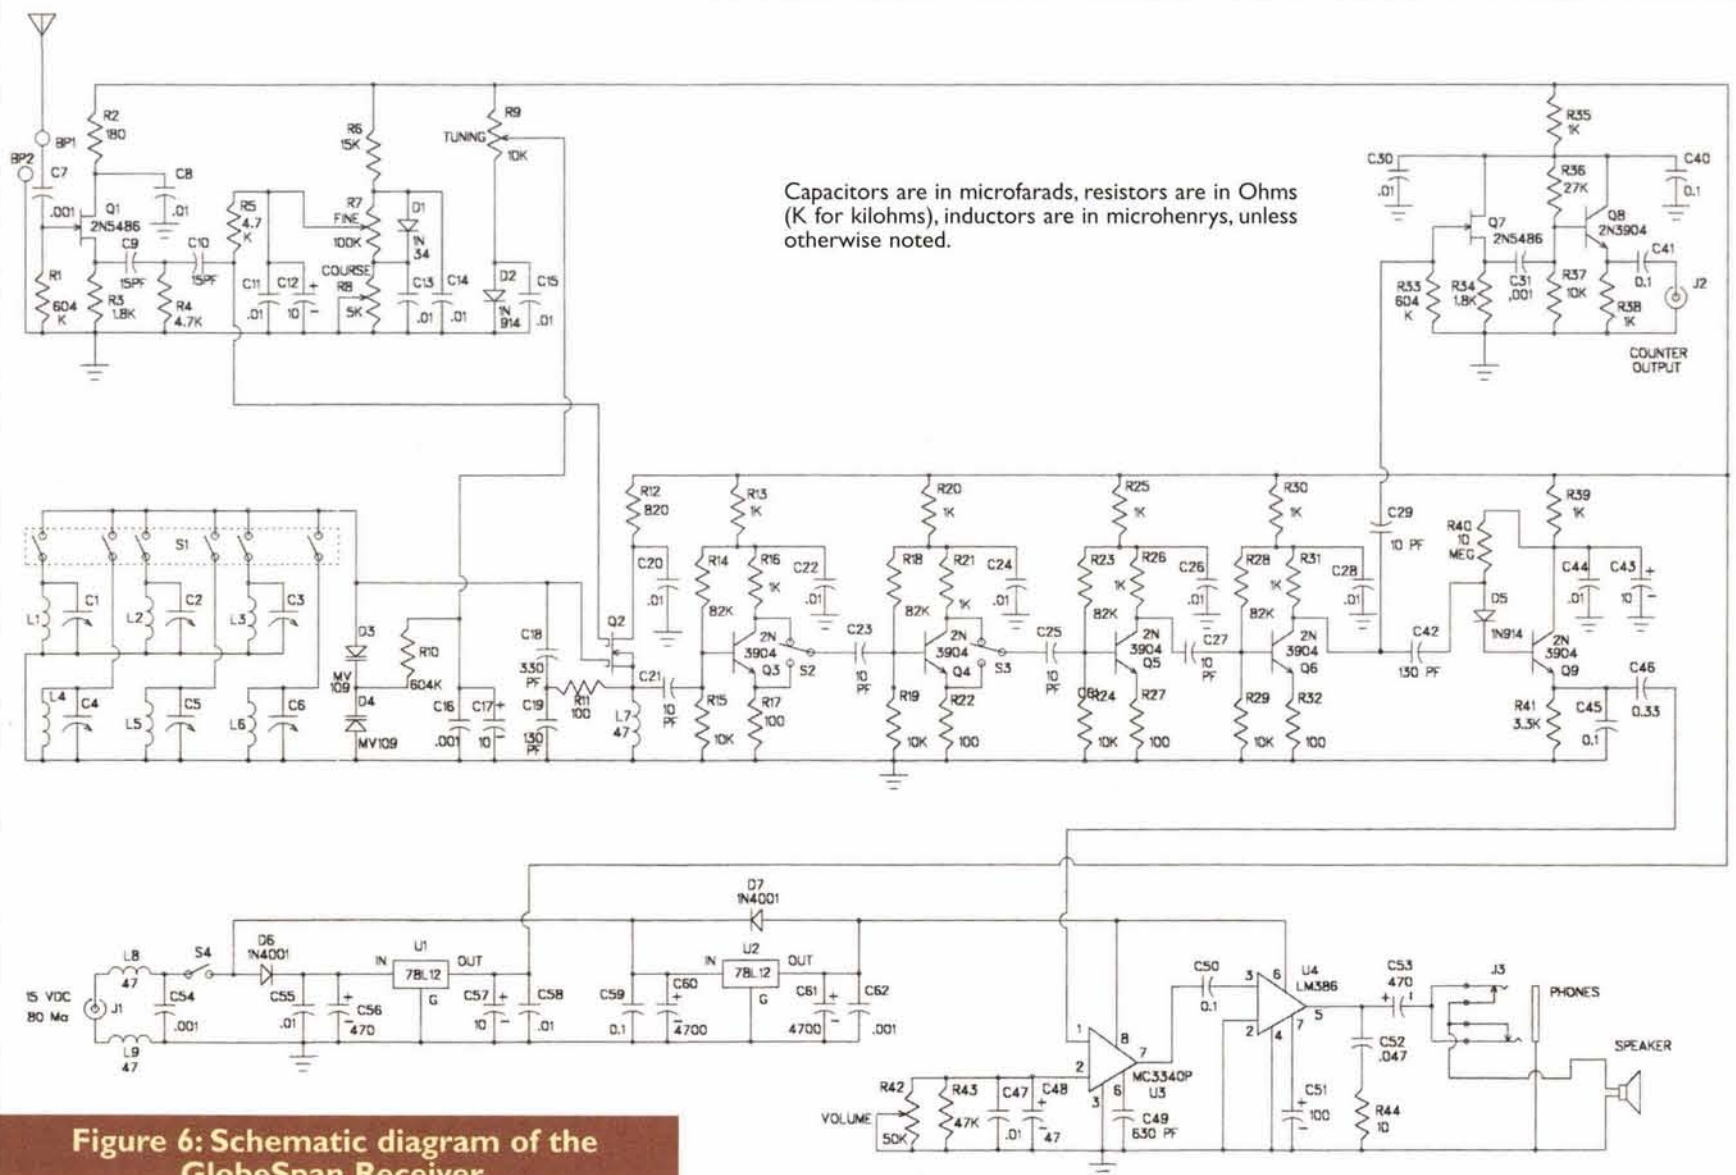 R2
180
BP1
BP2
C7
.001
Q1
2N5486
C8
.01
C9
15PF
C10
15PF
R1
604
K
R3
1.8K
R4
4.7K
R5
4.7
K
C11
.01
C12
+
10
−
R6
15K
R7
FINE
100K
COURSE
R8
5K
D1
1N
34
C13
.01
C14
.01
R9
TUNING
10K
D2
1N
914
C15
.01
Capacitors are in microfarads, resistors are in Ohms
(K for kilohms), inductors are in microhenrys, unless
otherwise noted.
R35
1K
C30
.01
R36
27K
C40
0.1
Q7
2N5486
Q8
2N3904
C41
0.1
J2
R33
604
K
R34
1.8K
C31
.001
R37
10K
R38
1K
COUNTER
OUTPUT
S1
L1
C1
L2
C2
L3
C3
L4
C4
L5
C5
L6
C6
D3
MV
109
D4
MV109
R10
604K
C16
.001
C17
+
10
−
C18
330
PF
R11
100
C19
130
PF
Q2
R12
820
C20
.01
L7
47
C21
10
PF
R13
1K
R14
82K
R16
1K
C22
.01
2N
3904
Q3
S2
R15
10K
R17
100
C23
10
PF
R20
1K
R18
82K
R21
1K
C24
.01
2N
3904
Q4
S3
R19
10K
R22
100
C25
10
PF
R25
1K
R23
82K
R26
1K
C26
.01
2N
3904
Q5
R24
10K
R27
100
C27
10
PF
R30
1K
R28
82K
R31
1K
C28
.01
2N
3904
Q6
R29
10K
R32
100
C29
10 PF
C42
130 PF
R40
10
MEG
D5
1N914
R39
1K
C44
.01
C43
+
10
−
2N
3904
Q9
R41
3.3K
C45
0.1
C46
0.33
15 VDC
80 Ma
J1
L8
47
L9
47
C54
.001
S4
D6
1N4001
C55
.01
C56
+
−
470
IN
U1
78L12
OUT
G
C57
+
10
−
C58
.01
D7
1N4001
C59
0.1
C60
+
−
4700
IN
U2
78L12
OUT
G
C61
+
4700
−
C62
.001
VOLUME
R42
50K
R43
47K
C47
.01
C48
+
−
47
1
2
3
6
8
7
MC3340P
U3
C49
630 PF
C50
0.1
3
2
6
4
7
5
U4
LM386
C51
+
100
−
C52
.047
R44
10
C53
470
+
J3
PHONES
SPEAKER
Figure 6: Schematic diagram of the
GlobeSpan Receiver